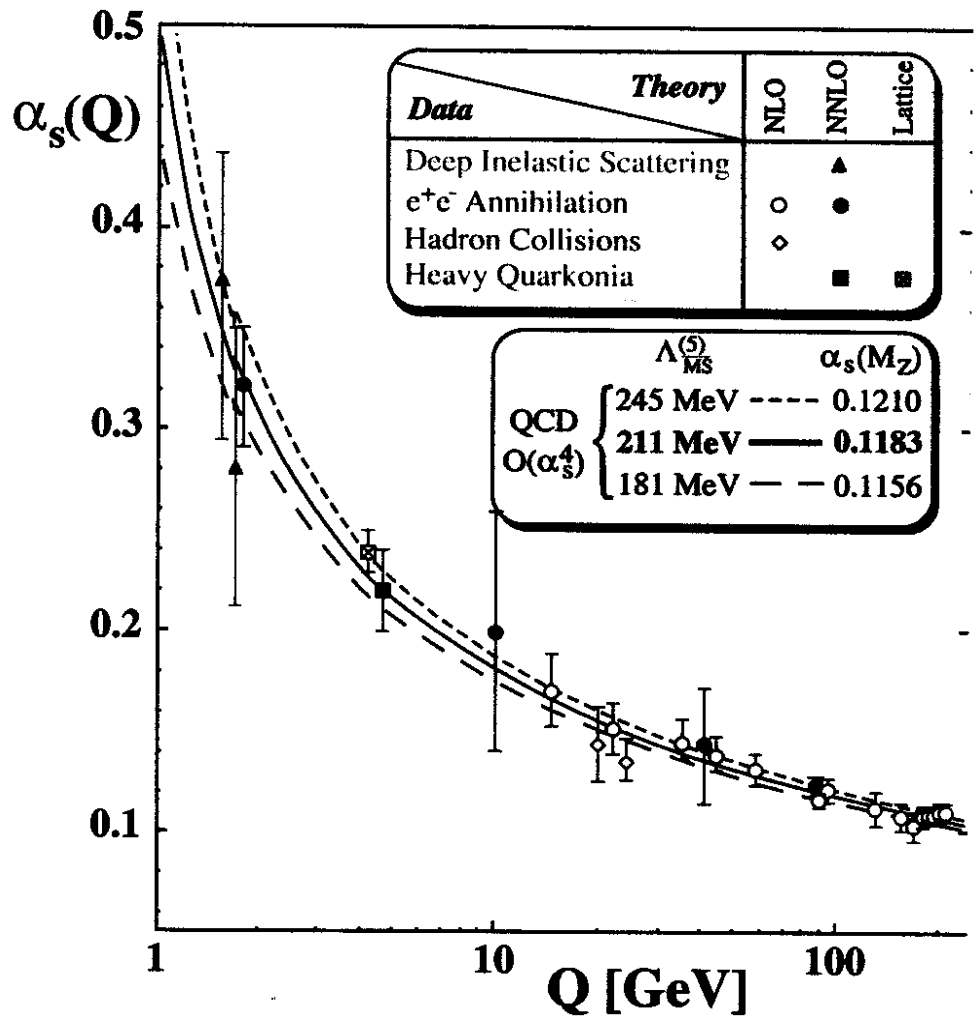 0.5
αs(Q)
0.4
0.3
0.2
0.1
1
10
100
Q [GeV]
Theory
Data
NLO
NNLO
Lattice
Deep Inelastic Scattering
e⁺e⁻ Annihilation
Hadron Collisions
Heavy Quarkonia
Λ(5)MS αs(MZ)
QCD
O(αs⁴)
245 MeV 0.1210
211 MeV 0.1183
181 MeV 0.1156